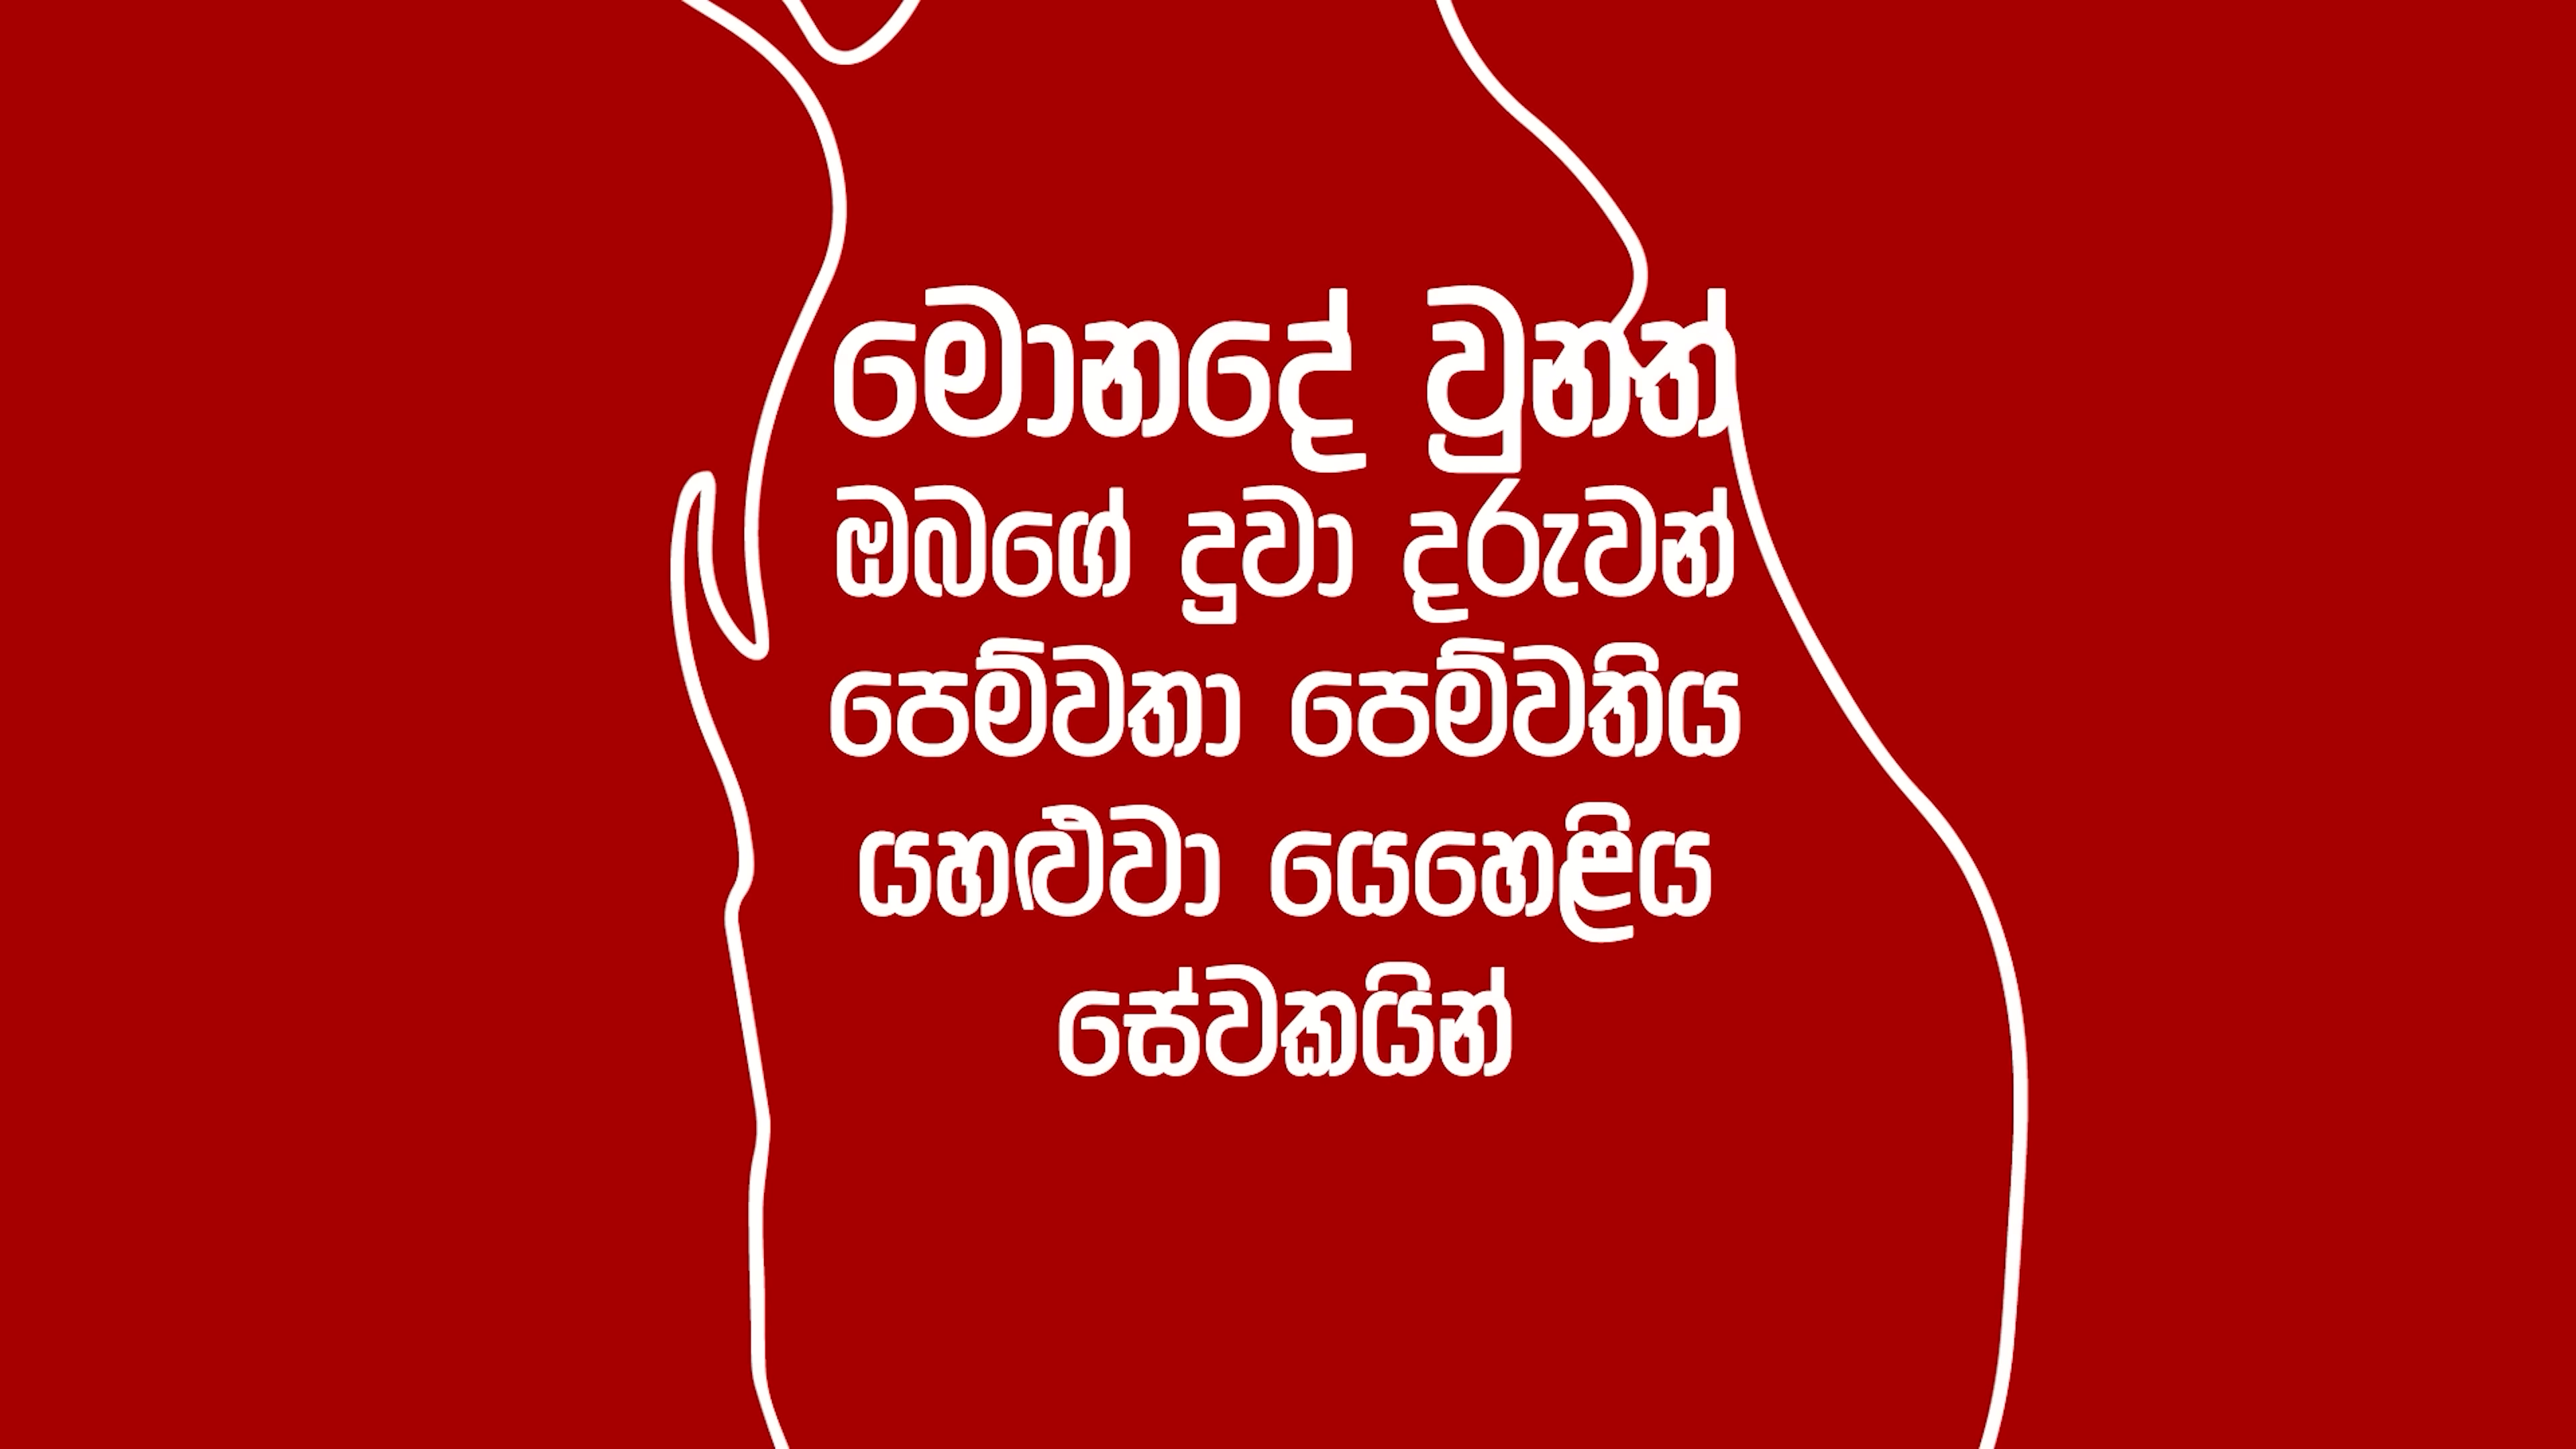 මොනදේ වුනත්
ඔබගේ දුවා දරුවන්
පෙම්වතා පෙම්වතිය
යහළුවා යෙහෙළිය
සේවකයින්